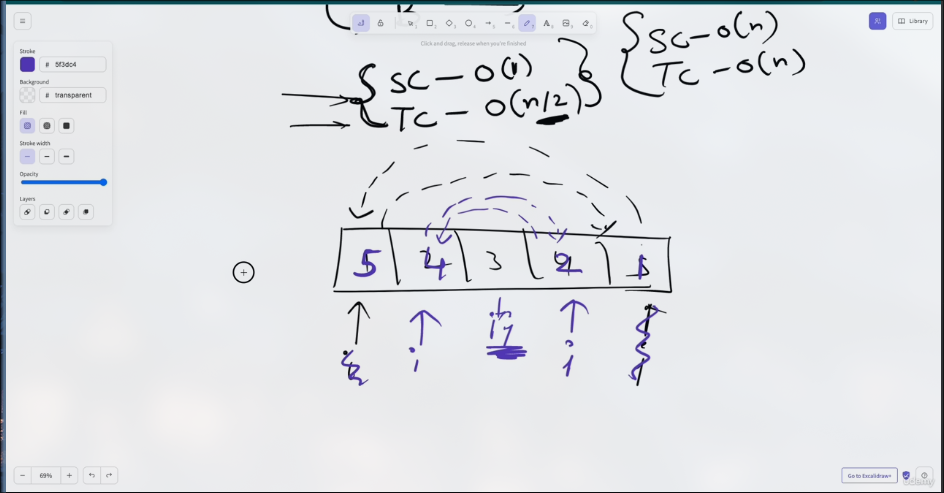 Click and drag, release when you're finished
Library
Stroke
# 5f3dc4
Background
# transparent
Fill
Stroke width
Opacity
Layers
SC - O(1)
TC - O(n/2)
SC - O(n)
TC - O(n)
5 4 3 2 1
i j
69%
Go to Excalidraw+
Udemy